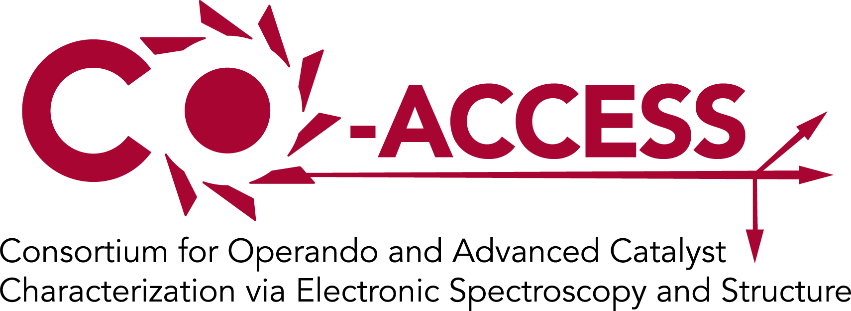 CO-ACCESS
Consortium for Operando and Advanced Catalyst
Characterization via Electronic Spectroscopy and Structure